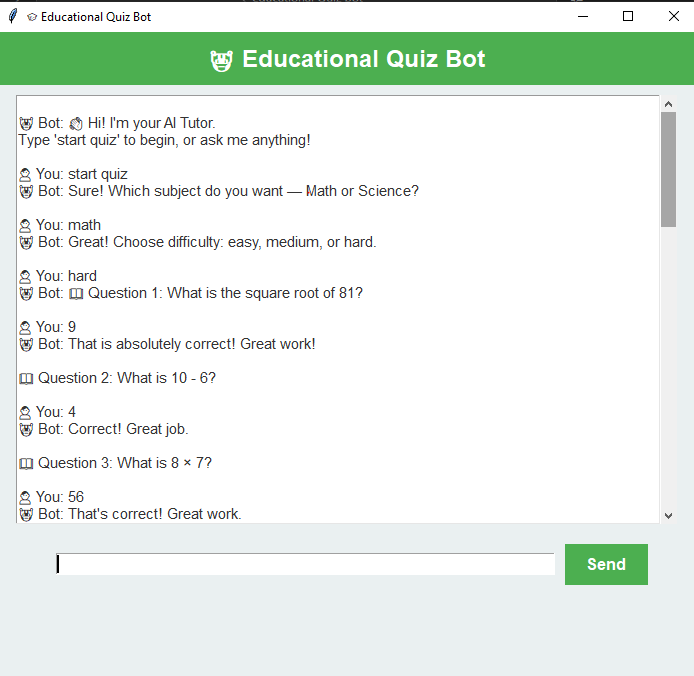 🎓 Educational Quiz Bot
🤖 Educational Quiz Bot
🤖 Bot: 👋 Hi! I'm your AI Tutor.
Type 'start quiz' to begin, or ask me anything!
👤 You: start quiz
🤖 Bot: Sure! Which subject do you want — Math or Science?
👤 You: math
🤖 Bot: Great! Choose difficulty: easy, medium, or hard.
👤 You: hard
🤖 Bot: 📖 Question 1: What is the square root of 81?
👤 You: 9
🤖 Bot: That is absolutely correct! Great work!
📖 Question 2: What is 10 - 6?
👤 You: 4
🤖 Bot: Correct! Great job.
📖 Question 3: What is 8 × 7?
👤 You: 56
🤖 Bot: That's correct! Great work.
Send